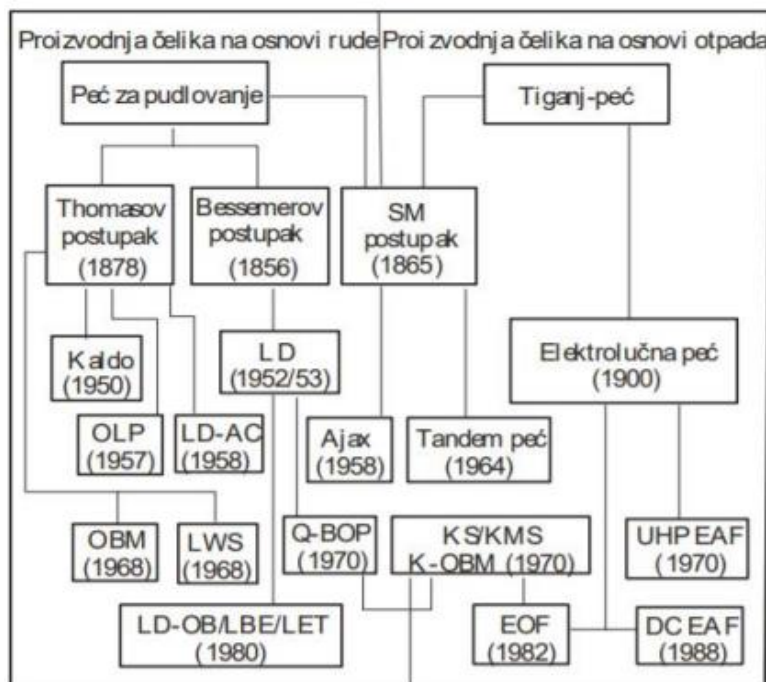 Proizvodnja čelika na osnovi rude
Proizvodnja čelika na osnovi otpada
Peć za pudlovanje
Tiganj-peć
Thomasov
postupak
(1878)
Bessemerov
postupak
(1856)
SM
postupak
(1865)
Kaldo
(1950)
LD
(1952/53)
Elektrolučna peć
(1900)
OLP
(1957)
LD-AC
(1958)
Ajax
(1958)
Tandem peć
(1964)
OBM
(1968)
LWS
(1968)
Q-BOP
(1970)
KS/KMS
K-OBM (1970)
UHP EAF
(1970)
LD-OB/LBE/LET
(1980)
EOF
(1982)
DC EAF
(1988)